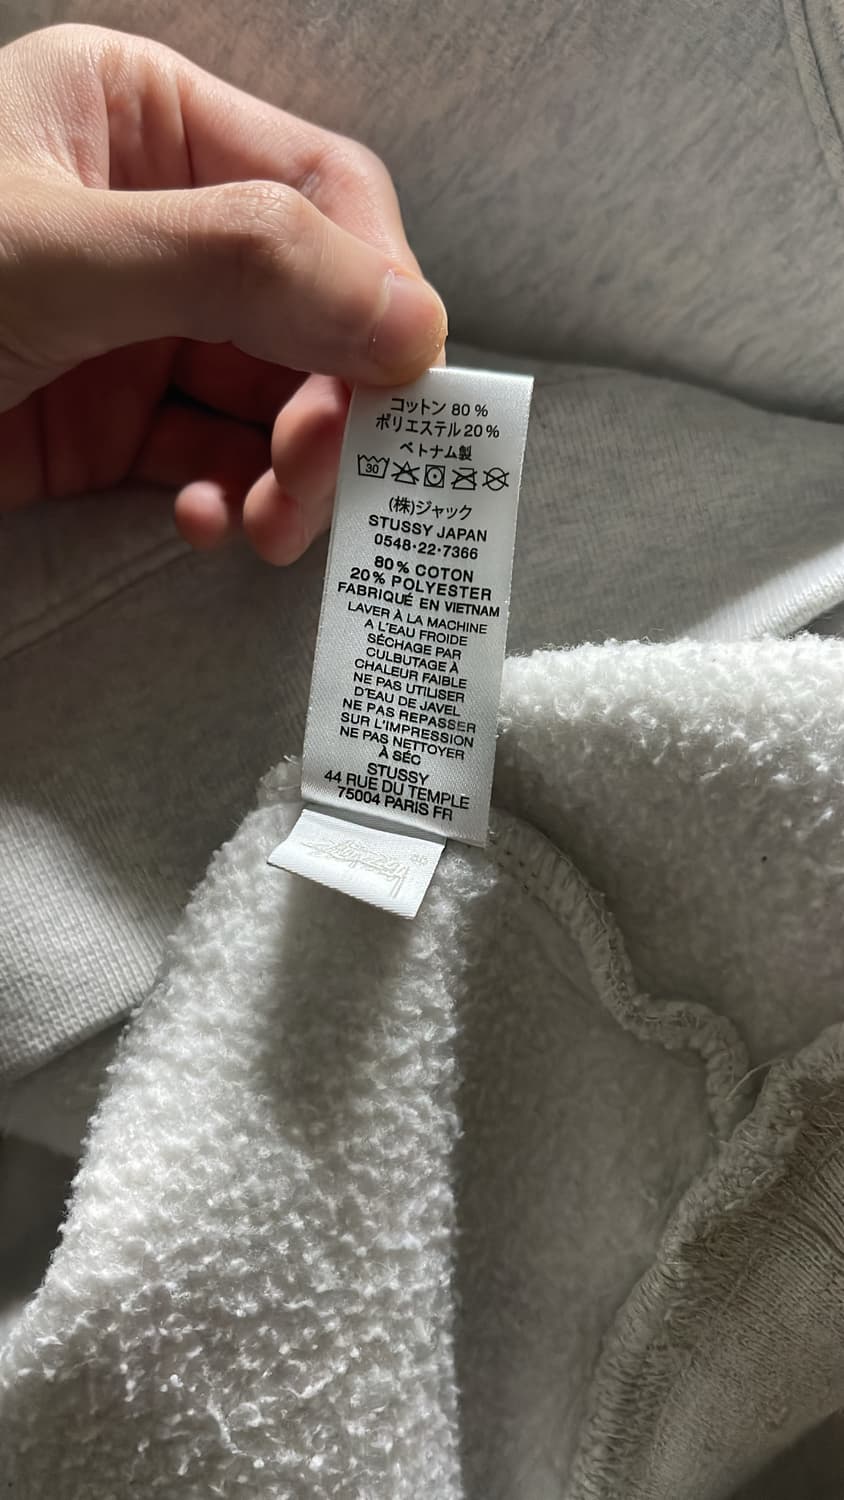 コットン 80 %
ポリエステル 20 %
ベトナム製
30
(株)ジャック
STUSSY JAPAN
0548·22·7366
80 % COTON
20 % POLYESTER
FABRIQUÉ EN VIETNAM
LAVER À LA MACHINE
A L'EAU FROIDE
SÉCHAGE PAR
CULBUTAGE À
CHALEUR FAIBLE
NE PAS UTILISER
D'EAU DE JAVEL
NE PAS REPASSER
SUR L'IMPRESSION
NE PAS NETTOYER
À SEC
STUSSY
44 RUE DU TEMPLE
75004 PARIS FR